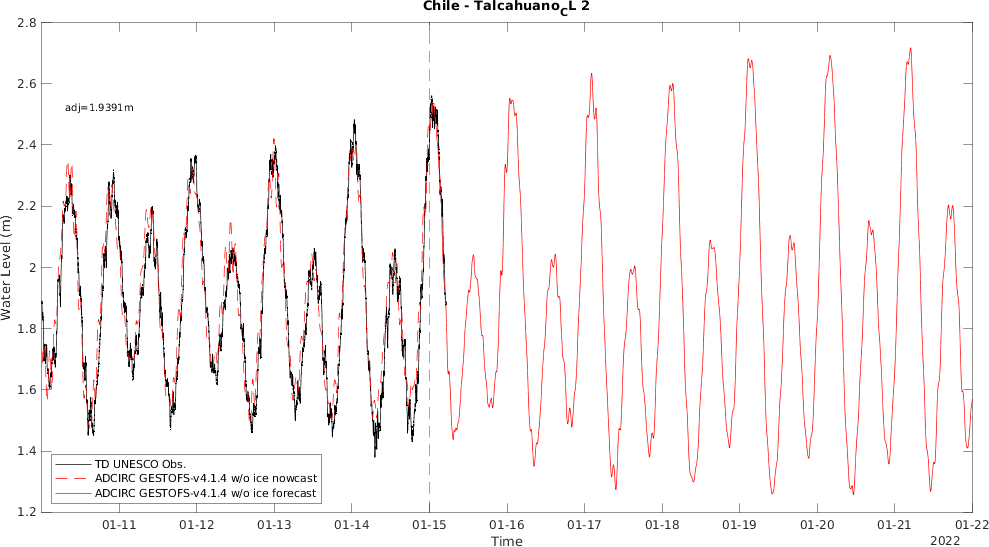 Chile - Talcahuano_CL 2
2.8
2.6
adj=1.9391m
2.4
2.2
2
Water Level (m)
1.8
1.6
1.4
TD UNESCO Obs.
ADCIRC GESTOFS-v4.1.4 w/o ice nowcast
ADCIRC GESTOFS-v4.1.4 w/o ice forecast
1.2
01-11 01-12 01-13 01-14 01-15 01-16 01-17 01-18 01-19 01-20 01-21 01-22
Time
2022